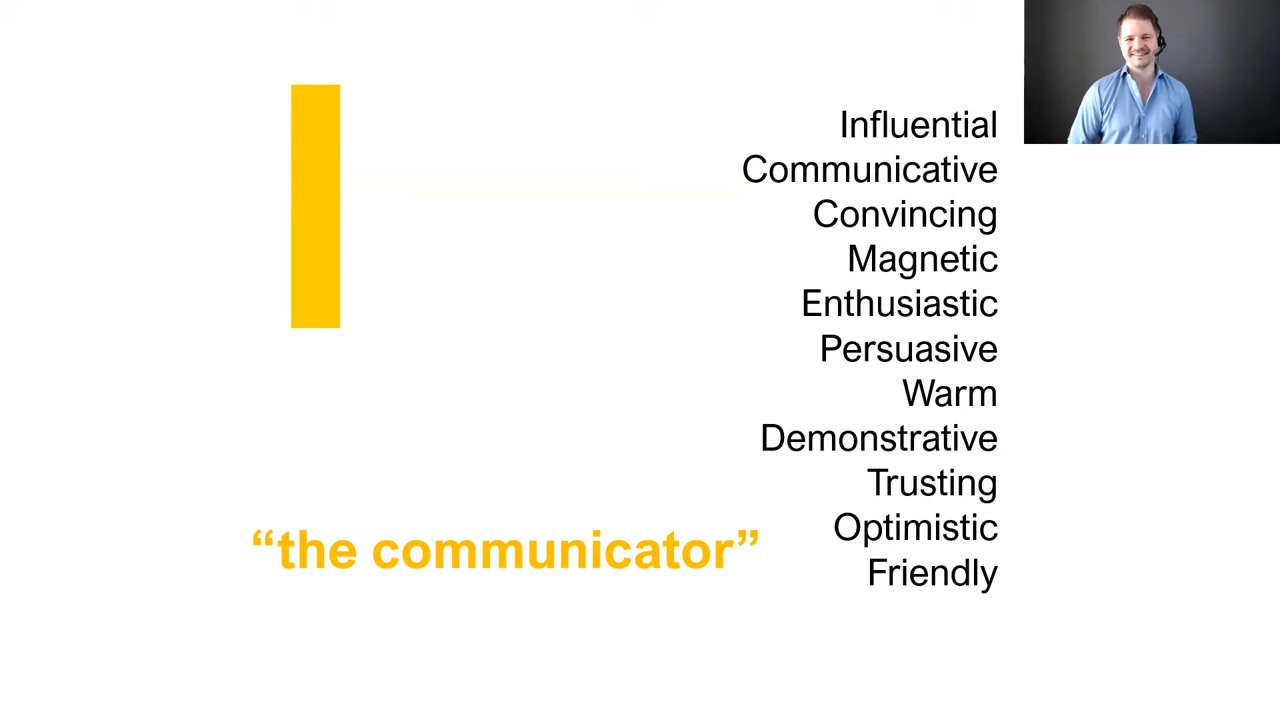 I
Influential
Communicative
Convincing
Magnetic
Enthusiastic
Persuasive
Warm
Demonstrative
Trusting
Optimistic
Friendly
“the communicator”